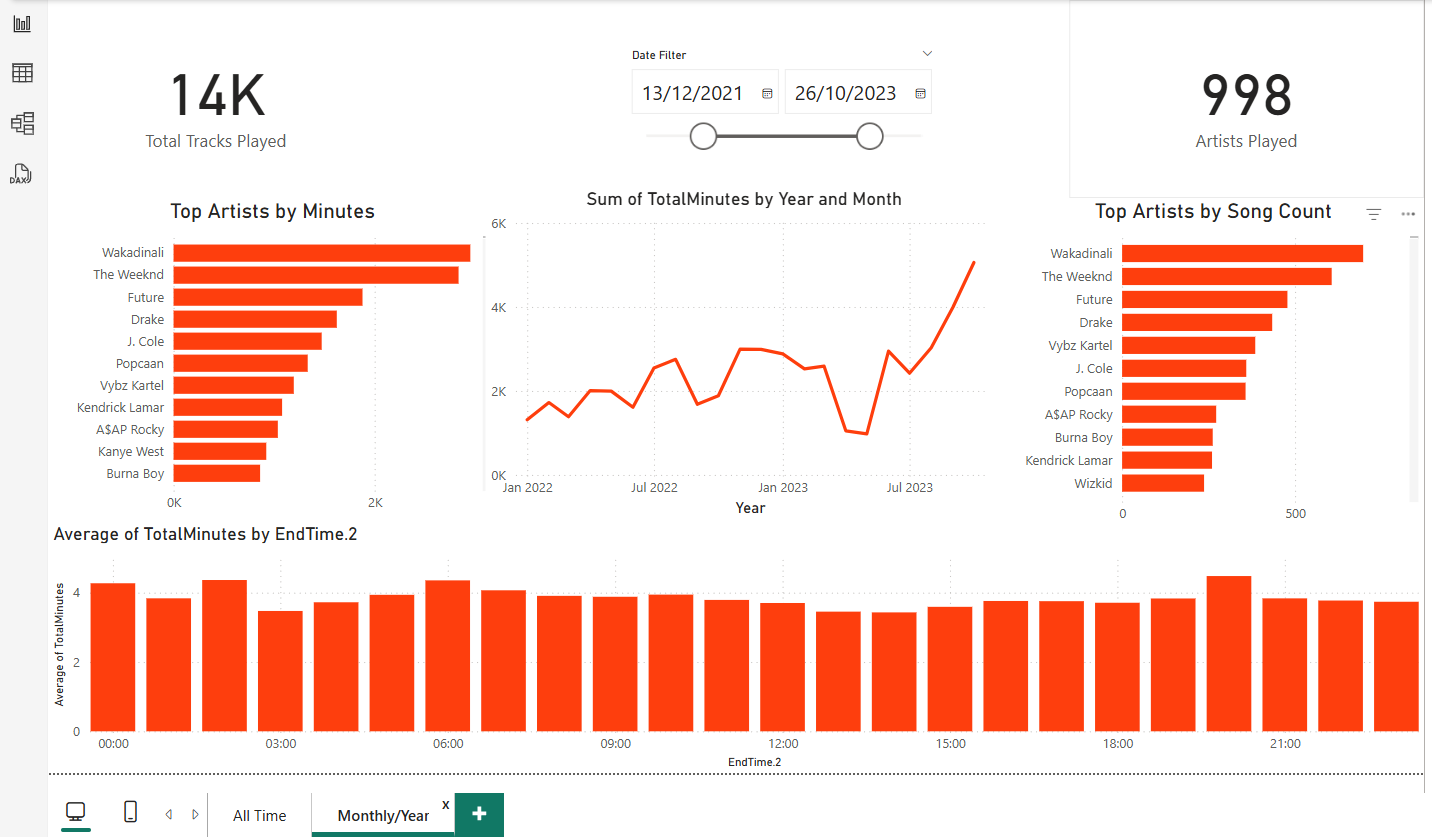 Date Filter
14K
Total Tracks Played
13/12/2021
26/10/2023
998
Artists Played
DAX
Top Artists by Minutes
Wakadinali
The Weeknd
Future
Drake
J. Cole
Popcaan
Vybz Kartel
Kendrick Lamar
A$AP Rocky
Kanye West
Burna Boy
0K
2K
Sum of TotalMinutes by Year and Month
6K
4K
2K
0K
Jan 2022
Jul 2022
Jan 2023
Jul 2023
Year
Top Artists by Song Count
Wakadinali
The Weeknd
Future
Drake
Vybz Kartel
J. Cole
Popcaan
A$AP Rocky
Burna Boy
Kendrick Lamar
Wizkid
0
500
Average of TotalMinutes by EndTime.2
Average of TotalMinutes
4
2
0
00:00
03:00
06:00
09:00
12:00
15:00
18:00
21:00
EndTime.2
All Time
Monthly/Year
x
+